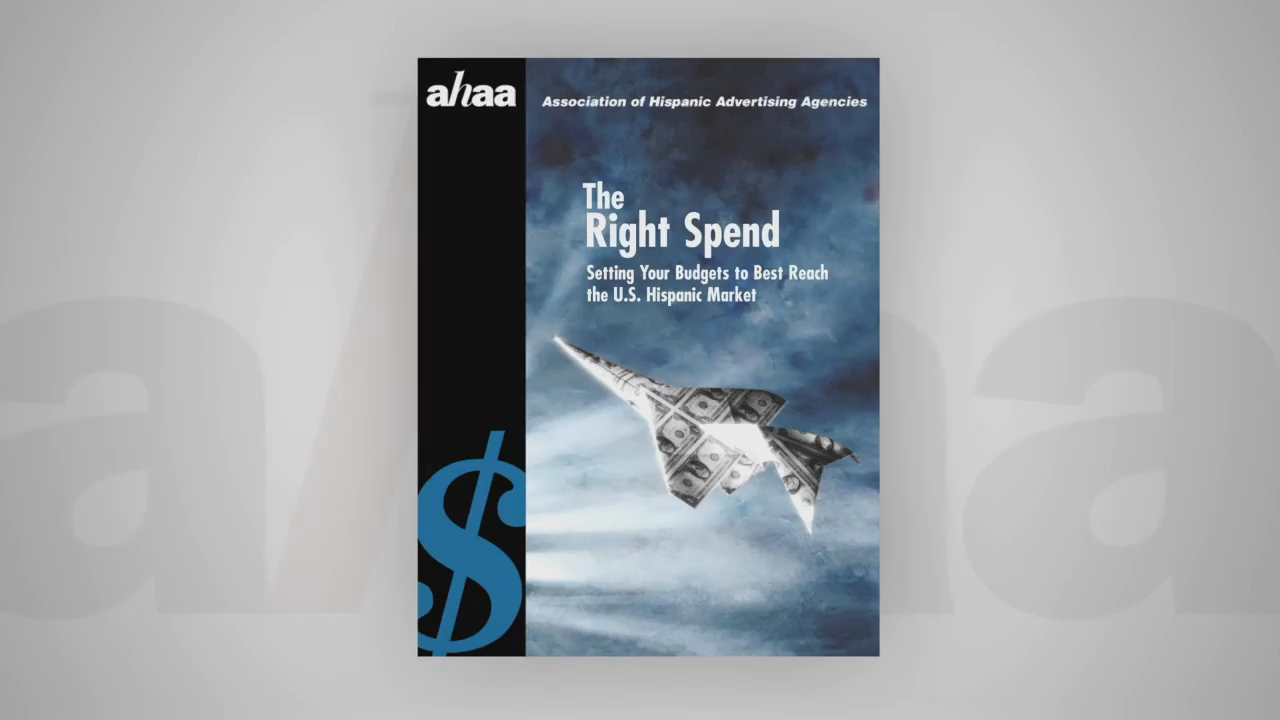 ahaa
Association of Hispanic Advertising Agencies
The
Right Spend
Setting Your Budgets to Best Reach
the U.S. Hispanic Market
$